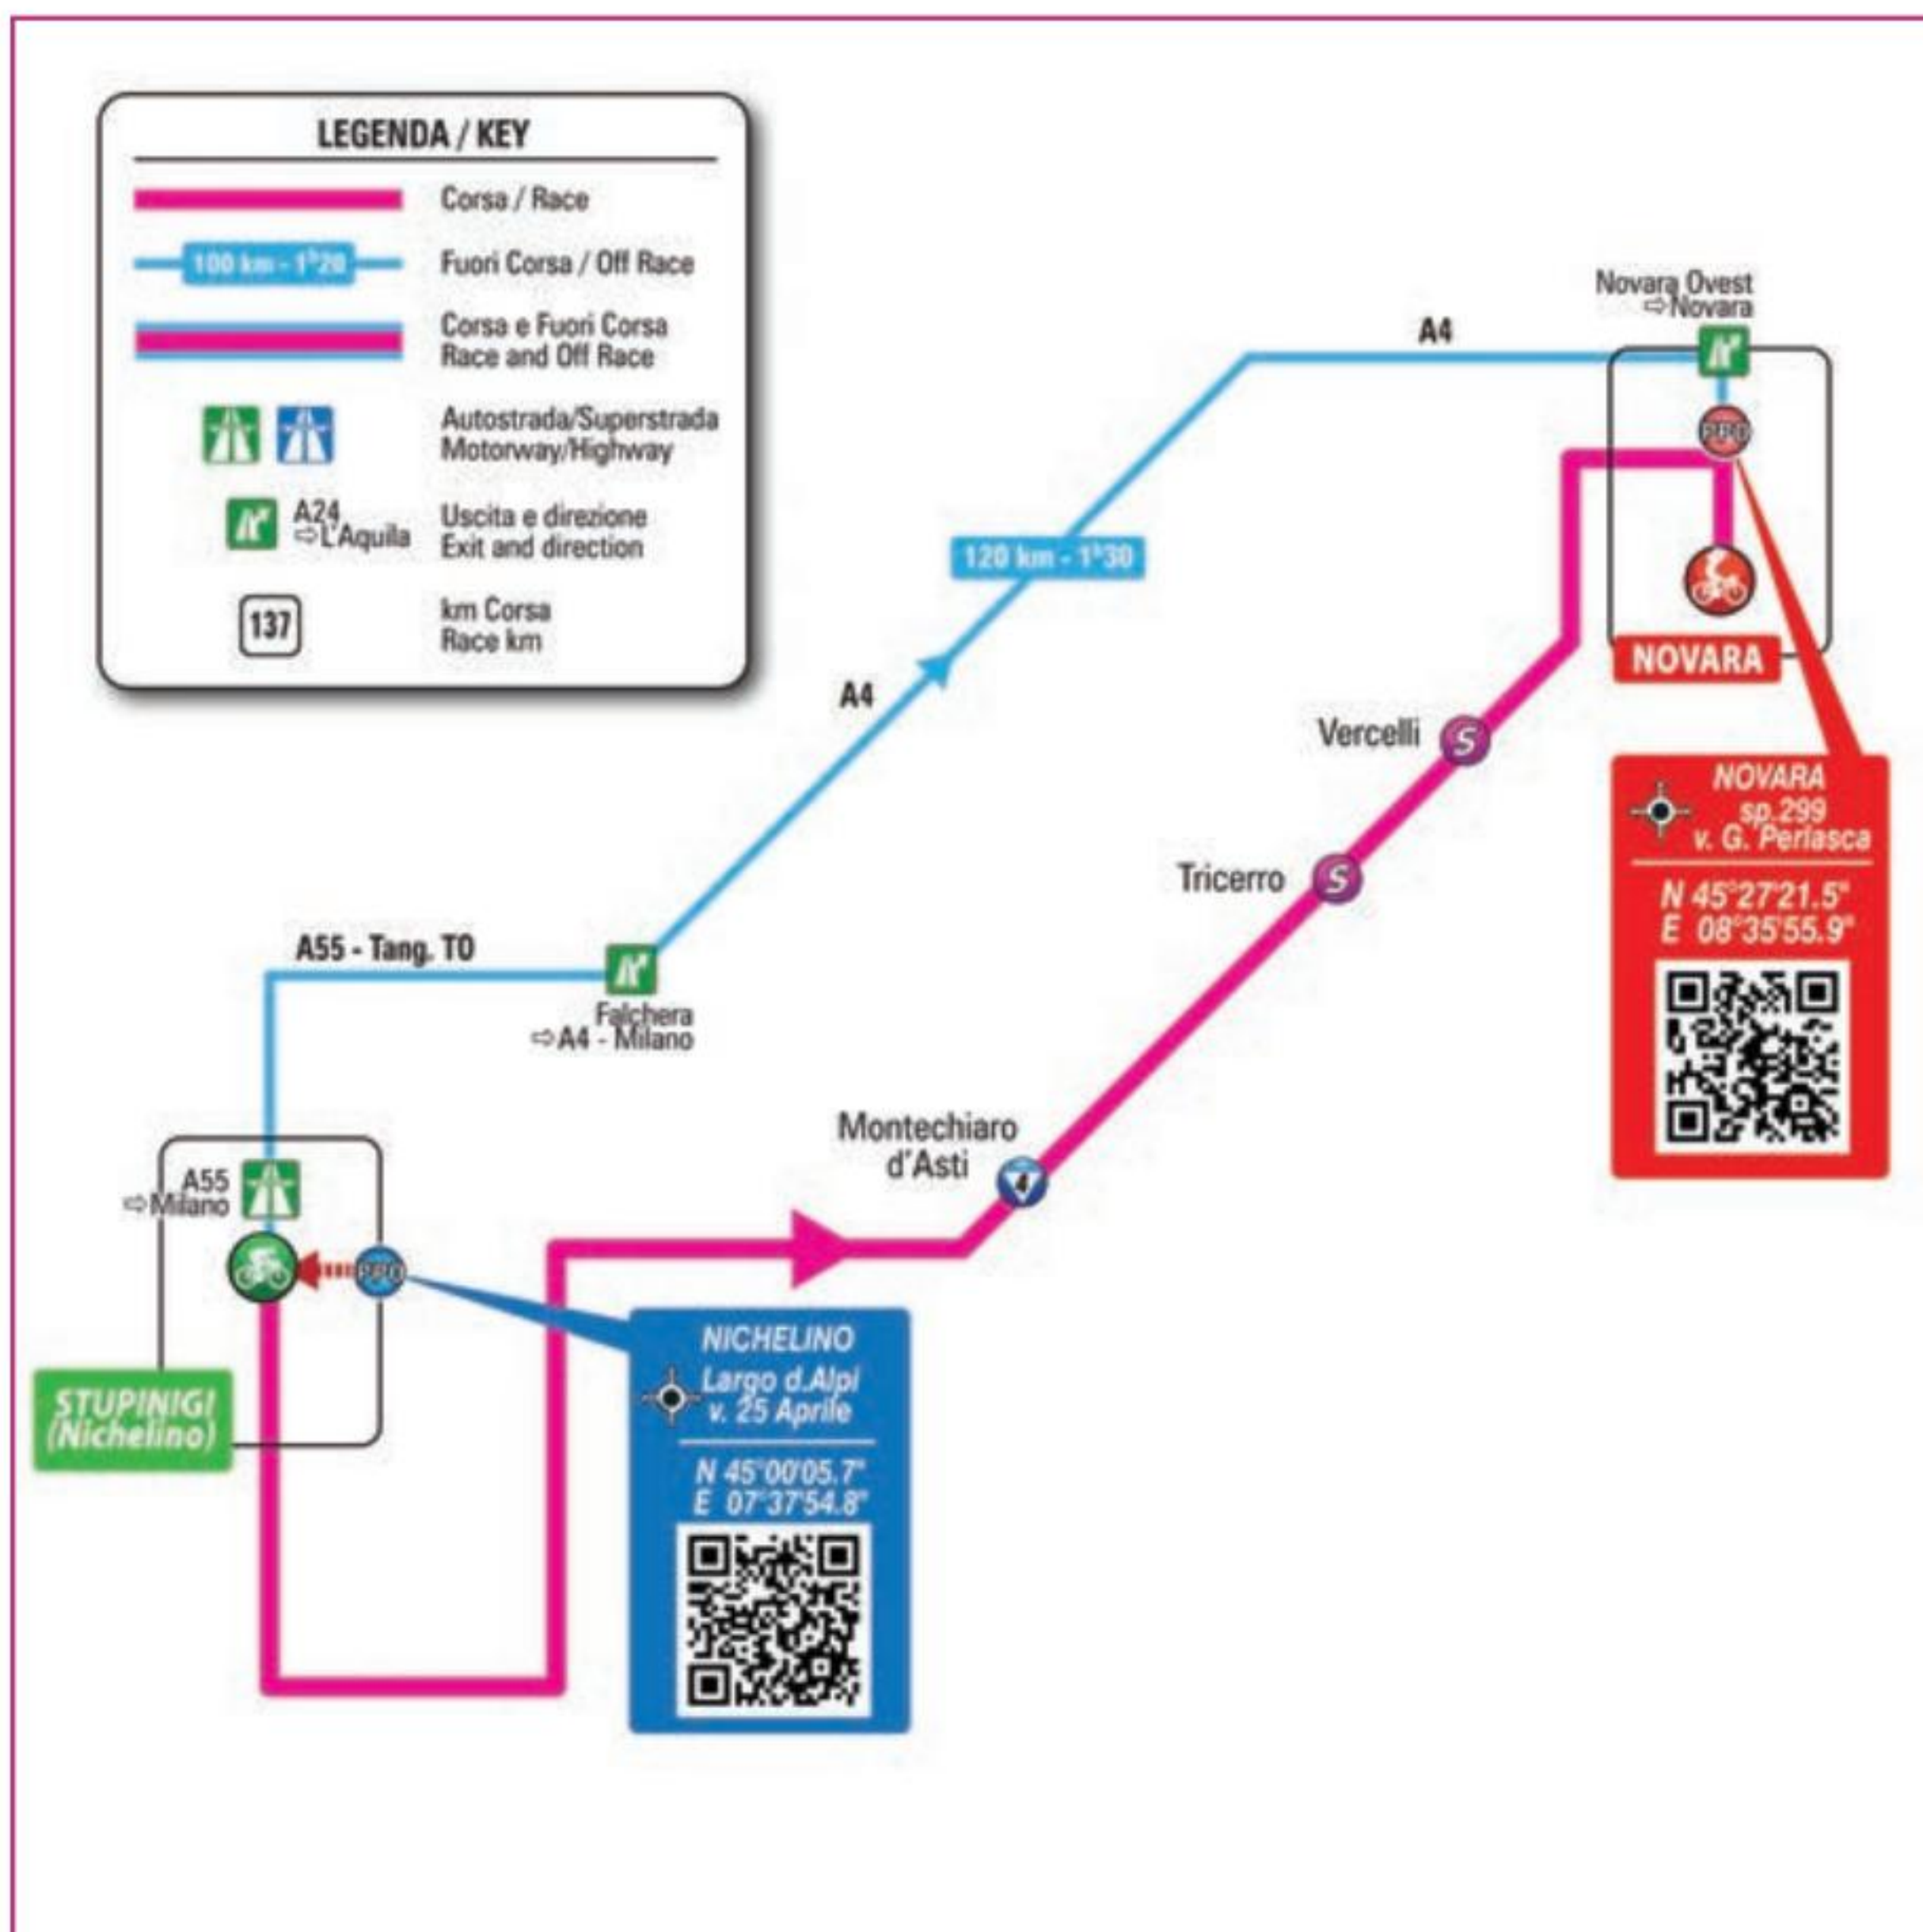 LEGENDA / KEY
Corsa / Race
100 km - 1h20
Fuori Corsa / Off Race
Corsa e Fuori Corsa
Race and Off Race
Autostrada/Superstrada
Motorway/Highway
A24
⇨L'Aquila
Uscita e direzione
Exit and direction
137
km Corsa
Race km
Novara Ovest
⇨Novara
A4
PPO
120 km - 1h30
NOVARA
A4
Vercelli
S
NOVARA
sp.299
v. G. Perlasca
N 45°27'21.5"
E 08°35'55.9"
Tricerro
S
A55 - Tang. TO
Falchera
⇨A4 - Milano
Montechiaro
d'Asti
4
A55
⇨Milano
PPO
STUPINIGI
(Nichelino)
NICHELINO
Largo d.Alpi
v. 25 Aprile
N 45°00'05.7"
E 07°37'54.8"